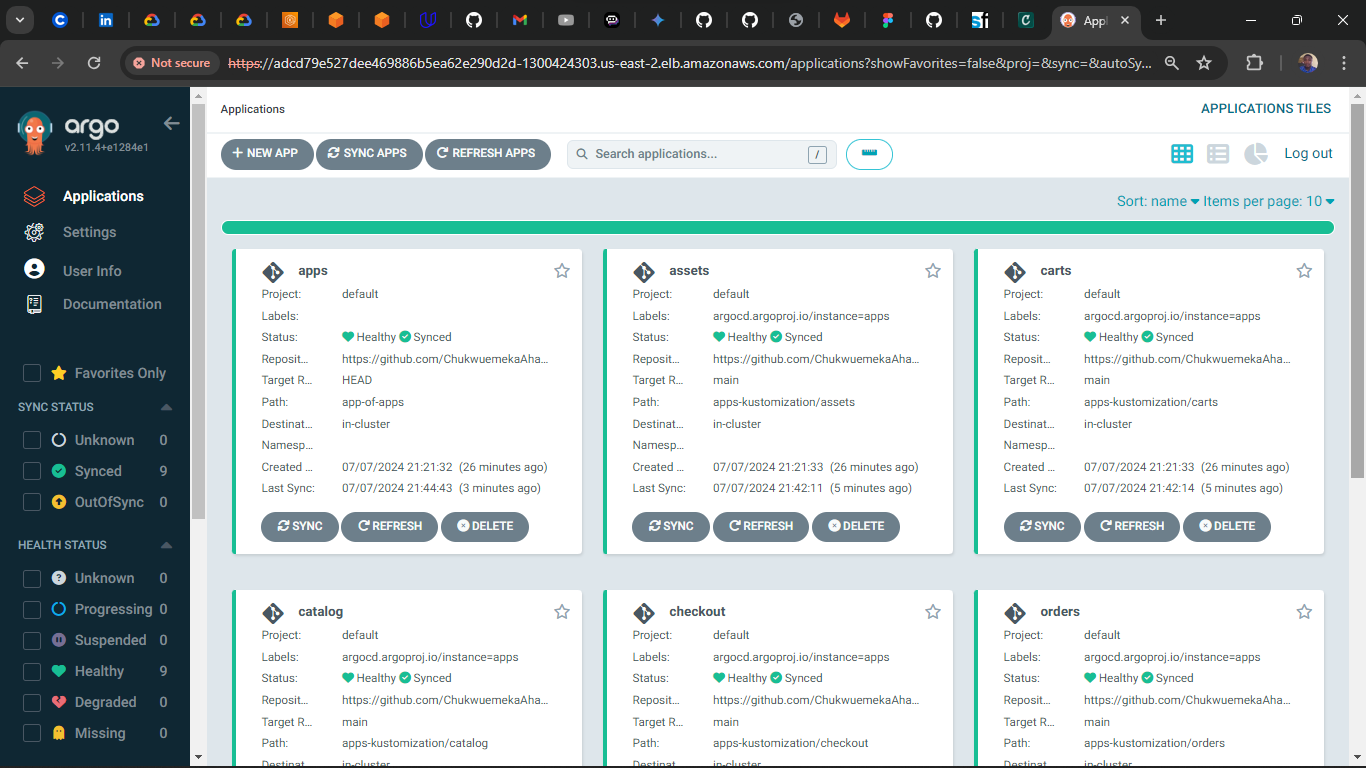 Appl
Not secure
https://adcd79e527dee469886b5ea62e290d2d-1300424303.us-east-2.elb.amazonaws.com/applications?showFavorites=false&proj=&sync=&autoSy...
argo
v2.11.4+e1284e1
Applications
Settings
User Info
Documentation
Favorites Only
SYNC STATUS
Unknown 0
Synced 9
OutOfSync 0
HEALTH STATUS
Unknown 0
Progressing 0
Suspended 0
Healthy 9
Degraded 0
Missing 0
Applications
APPLICATIONS TILES
NEW APP SYNC APPS REFRESH APPS Search applications... / Log out
Sort: name Items per page: 10
apps
Project: default
Labels:
Status: Healthy Synced
Reposit... https://github.com/ChukwuemekaAha...
Target R... HEAD
Path: app-of-apps
Destinat... in-cluster
Namesp...
Created ... 07/07/2024 21:21:32 (26 minutes ago)
Last Sync: 07/07/2024 21:44:43 (3 minutes ago)
SYNC REFRESH DELETE
assets
Project: default
Labels: argocd.argoproj.io/instance=apps
Status: Healthy Synced
Reposit... https://github.com/ChukwuemekaAha...
Target R... main
Path: apps-kustomization/assets
Destinat... in-cluster
Namesp...
Created ... 07/07/2024 21:21:33 (26 minutes ago)
Last Sync: 07/07/2024 21:42:11 (5 minutes ago)
SYNC REFRESH DELETE
carts
Project: default
Labels: argocd.argoproj.io/instance=apps
Status: Healthy Synced
Reposit... https://github.com/ChukwuemekaAha...
Target R... main
Path: apps-kustomization/carts
Destinat... in-cluster
Namesp...
Created ... 07/07/2024 21:21:33 (26 minutes ago)
Last Sync: 07/07/2024 21:42:14 (5 minutes ago)
SYNC REFRESH DELETE
catalog
Project: default
Labels: argocd.argoproj.io/instance=apps
Status: Healthy Synced
Reposit... https://github.com/ChukwuemekaAha...
Target R... main
Path: apps-kustomization/catalog
Destinat... in-cluster
checkout
Project: default
Labels: argocd.argoproj.io/instance=apps
Status: Healthy Synced
Reposit... https://github.com/ChukwuemekaAha...
Target R... main
Path: apps-kustomization/checkout
Destinat... in-cluster
orders
Project: default
Labels: argocd.argoproj.io/instance=apps
Status: Healthy Synced
Reposit... https://github.com/ChukwuemekaAha...
Target R... main
Path: apps-kustomization/orders
Destinat... in-cluster